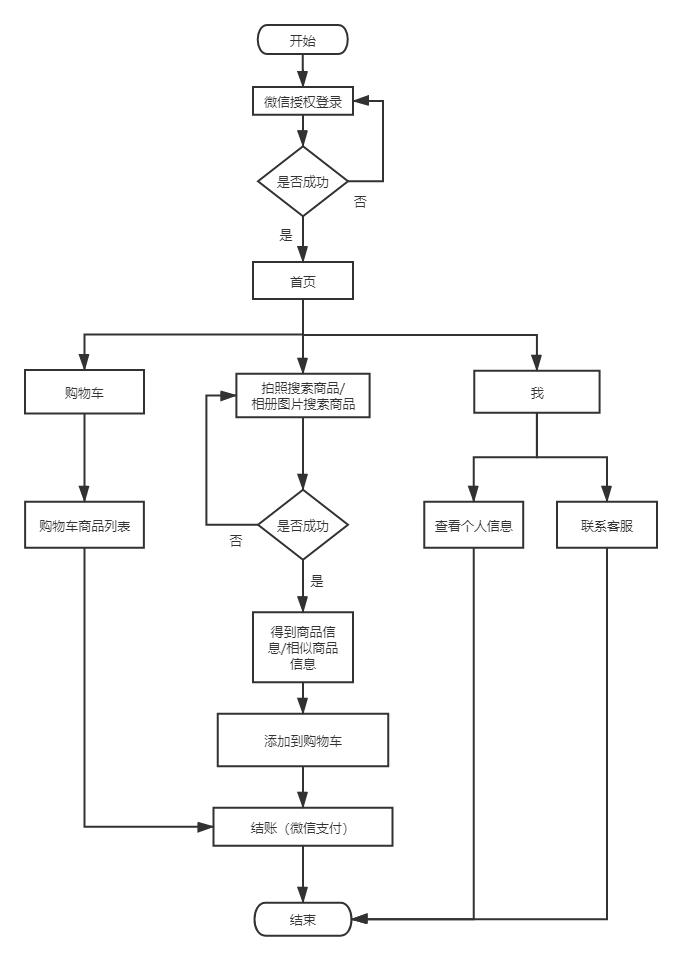 开始
微信授权登录
是否成功
否
是
首页
购物车
拍照搜索商品/
相册图片搜索商品
我
购物车商品列表
是否成功
查看个人信息
联系客服
否
是
得到商品信
息/相似商品
信息
添加到购物车
结账（微信支付）
结束